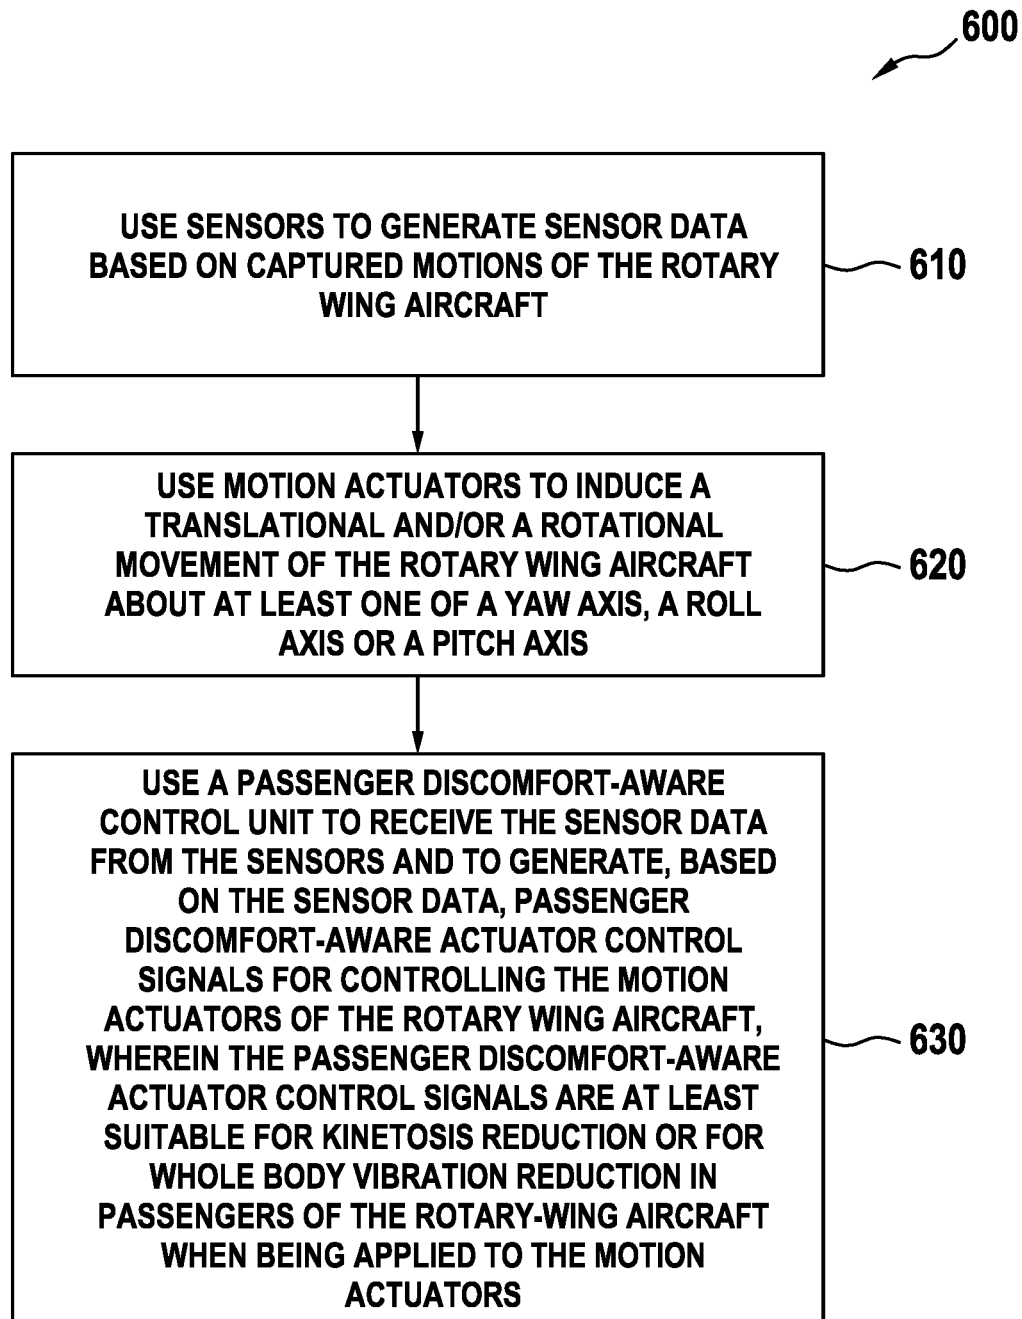 600
USE SENSORS TO GENERATE SENSOR DATA
BASED ON CAPTURED MOTIONS OF THE ROTARY
WING AIRCRAFT
610
USE MOTION ACTUATORS TO INDUCE A
TRANSLATIONAL AND/OR A ROTATIONAL
MOVEMENT OF THE ROTARY WING AIRCRAFT
ABOUT AT LEAST ONE OF A YAW AXIS, A ROLL
AXIS OR A PITCH AXIS
620
USE A PASSENGER DISCOMFORT-AWARE
CONTROL UNIT TO RECEIVE THE SENSOR DATA
FROM THE SENSORS AND TO GENERATE, BASED
ON THE SENSOR DATA, PASSENGER
DISCOMFORT-AWARE ACTUATOR CONTROL
SIGNALS FOR CONTROLLING THE MOTION
ACTUATORS OF THE ROTARY WING AIRCRAFT,
WHEREIN THE PASSENGER DISCOMFORT-AWARE
ACTUATOR CONTROL SIGNALS ARE AT LEAST
SUITABLE FOR KINETOSIS REDUCTION OR FOR
WHOLE BODY VIBRATION REDUCTION IN
PASSENGERS OF THE ROTARY-WING AIRCRAFT
WHEN BEING APPLIED TO THE MOTION
ACTUATORS
630